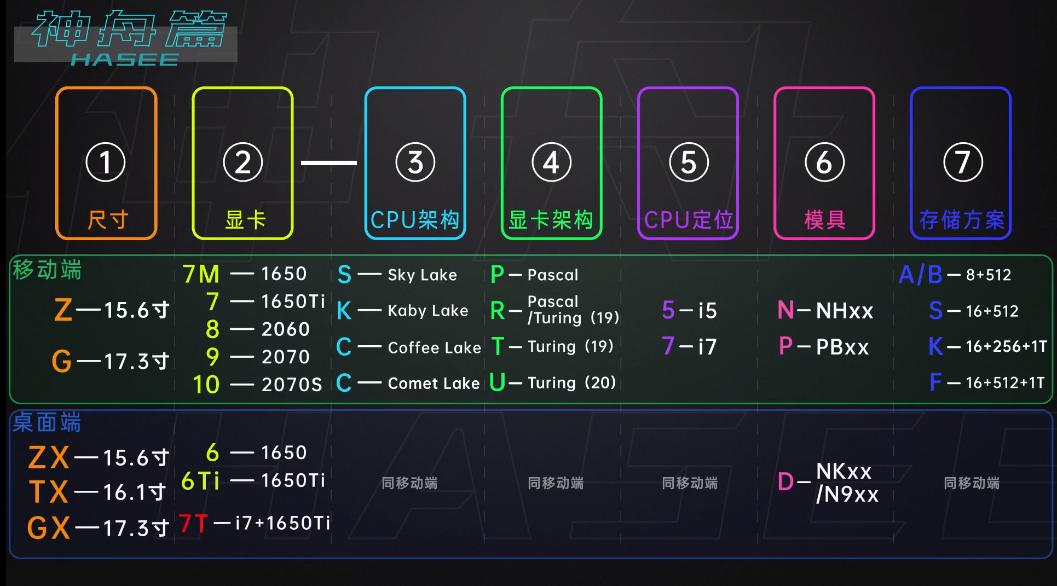 神舟篇
HASEE
① ② — ③ ④ ⑤ ⑥ ⑦
尺寸 显卡 CPU架构 显卡架构 CPU定位 模具 存储方案
移动端
Z—15.6寸
G—17.3寸
7M — 1650
7 — 1650Ti
8 — 2060
9 — 2070
10 — 2070S
S — Sky Lake
K — Kaby Lake
C — Coffee Lake
C — Comet Lake
P — Pascal
R — Pascal
/Turing (19)
T — Turing (19)
U — Turing (20)
5—i5
7—i7
N—NHxx
P—PBxx
A/B—8+512
S—16+512
K—16+256+1T
F—16+512+1T
桌面端
ZX—15.6寸
TX—16.1寸
GX—17.3寸
6 — 1650
6Ti — 1650Ti
7T—i7+1650Ti
同移动端
同移动端
同移动端
D—NKxx
/N9xx
同移动端